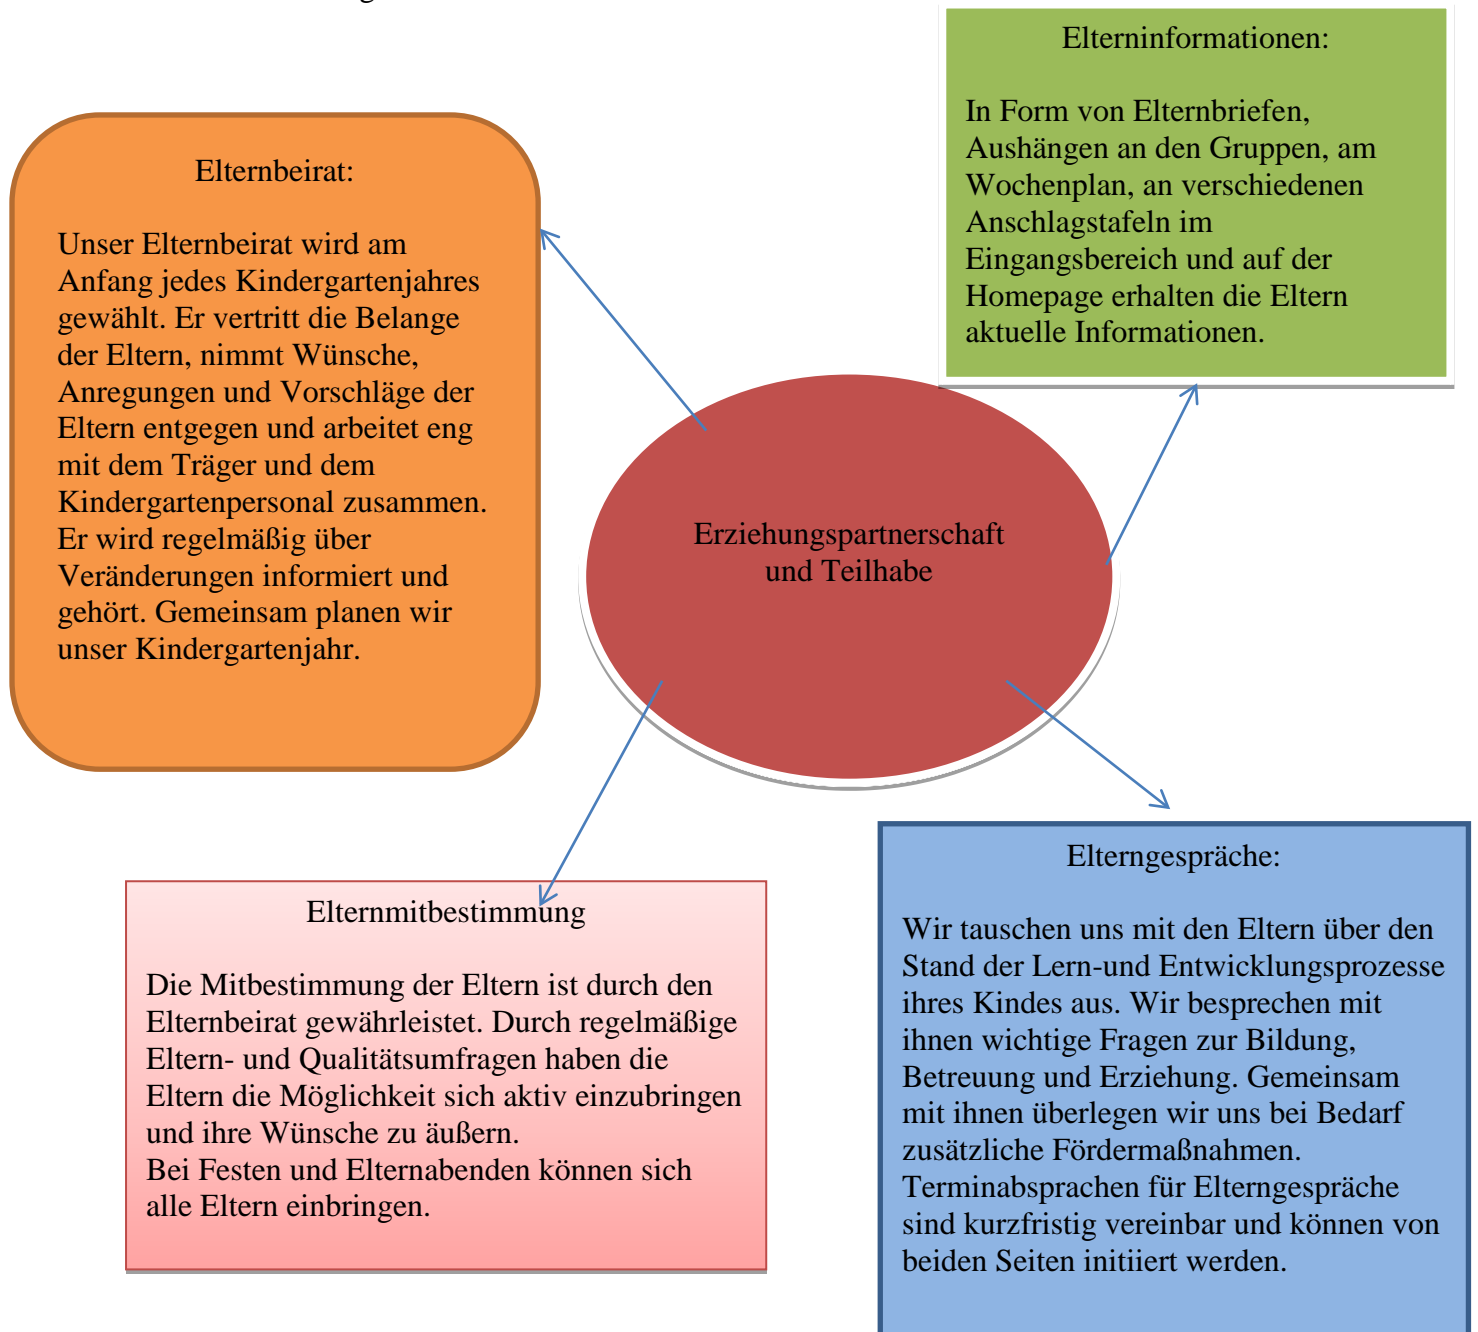 Elterninformationen:
In Form von Elternbriefen,
Aushängen an den Gruppen, am
Wochenplan, an verschiedenen
Anschlagstafeln im
Eingangsbereich und auf der
Homepage erhalten die Eltern
aktuelle Informationen.
Elternbeirat:
Unser Elternbeirat wird am
Anfang jedes Kindergartenjahres
gewählt. Er vertritt die Belange
der Eltern, nimmt Wünsche,
Anregungen und Vorschläge der
Eltern entgegen und arbeitet eng
mit dem Träger und dem
Kindergartenpersonal zusammen.
Er wird regelmäßig über
Veränderungen informiert und
gehört. Gemeinsam planen wir
unser Kindergartenjahr.
Erziehungspartnerschaft
und Teilhabe
Elternmitbestimmung
Die Mitbestimmung der Eltern ist durch den
Elternbeirat gewährleistet. Durch regelmäßige
Eltern- und Qualitätsumfragen haben die
Eltern die Möglichkeit sich aktiv einzubringen
und ihre Wünsche zu äußern.
Bei Festen und Elternabenden können sich
alle Eltern einbringen.
Elterngespräche:
Wir tauschen uns mit den Eltern über den
Stand der Lern-und Entwicklungsprozesse
ihres Kindes aus. Wir besprechen mit
ihnen wichtige Fragen zur Bildung,
Betreuung und Erziehung. Gemeinsam
mit ihnen überlegen wir uns bei Bedarf
zusätzliche Fördermaßnahmen.
Terminabsprachen für Elterngespräche
sind kurzfristig vereinbar und können von
beiden Seiten initiiert werden.